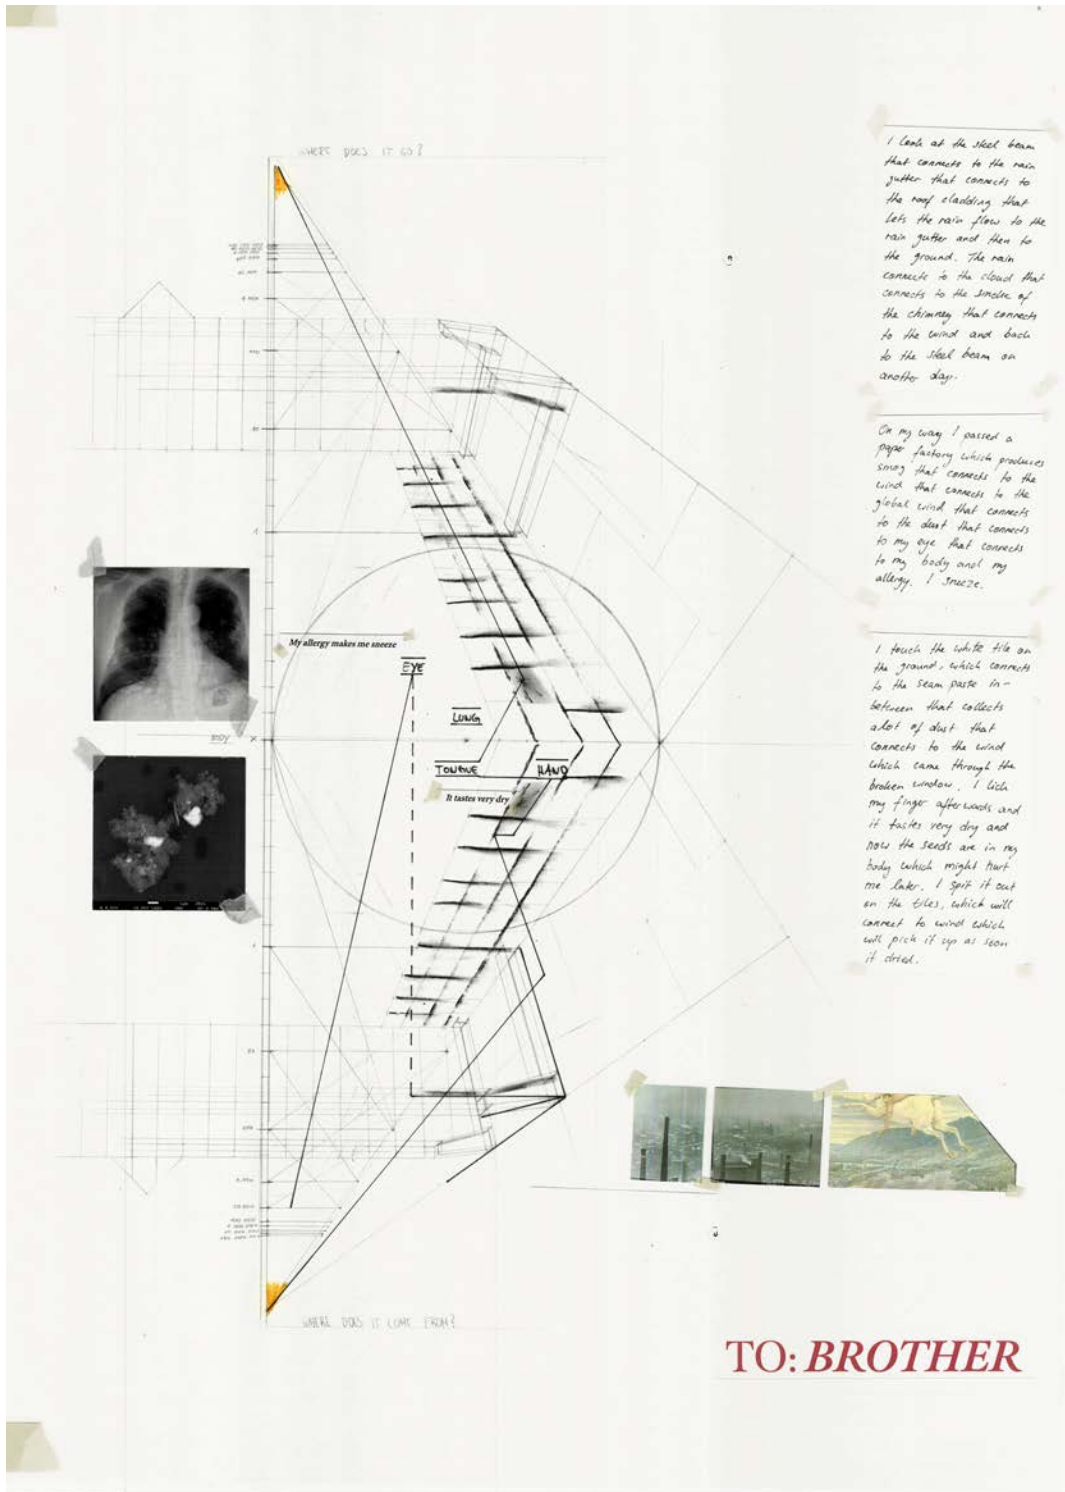 WHERE DOES IT GO?
I look at the steel beam
that connects to the rain
gutter that connects to
the roof cladding that
lets the rain flow to the
rain gutter and then to
the ground. The rain
connects to the cloud that
connects to the smoke of
the chimney that connects
to the wind and back
to the steel beam on
another day.
On my way I passed a
paper factory which produces
smog that connects to the
wind that connects to the
global wind that connects
to the dust that connects
to my eye that connects
to my body and my
allergy. I sneeze.
I touch the white tile on
the ground, which connects
to the seam paste in-
between that collects
a lot of dust that
connects to the wind
which came through the
broken window. I lick
my finger afterwards and
it tastes very dry and
now the seeds are in my
body which might hurt
me later. I spit it out
on the tiles, which will
connect to wind which
will pick it up as soon
it dried.
My allergy makes me sneeze
EYE
LUNG
BODY
TONGUE
HAND
It tastes very dry
WHERE DOES IT COME FROM?
TO: BROTHER